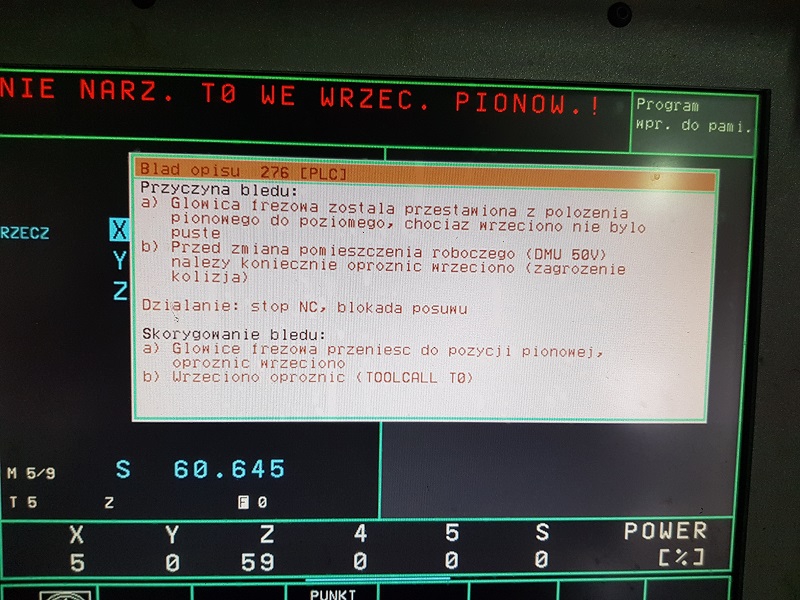 NIE NARZ. T0 WE WRZEC. PIONOW.!
Program
wpr. do pami.
Blad opisu 276 [PLC]
Przyczyna bledu:
a) Glowica frezowa zostala przestawiona z polozenia
pionowego do poziomego, chociaz wrzeciono nie bylo
puste
b) Przed zmiana pomieszczenia roboczego (DMU 50V)
nalezy koniecznie oproznic wrzeciono (zagrozenie
kolizja)
Dzialanie: stop NC, blokada posuwu
Skorygowanie bledu:
a) Glowice frezowa przeniesc do pozycji pionowej,
oproznic wrzeciono
b) Wrzeciono oproznic (TOOLCALL T0)
RZECZ X
Y
Z
M 5/9 S 60.645
T 5 Z F 0
X Y Z 4 5 S POWER
5 0 59 0 0 0 [%]
PUNKT